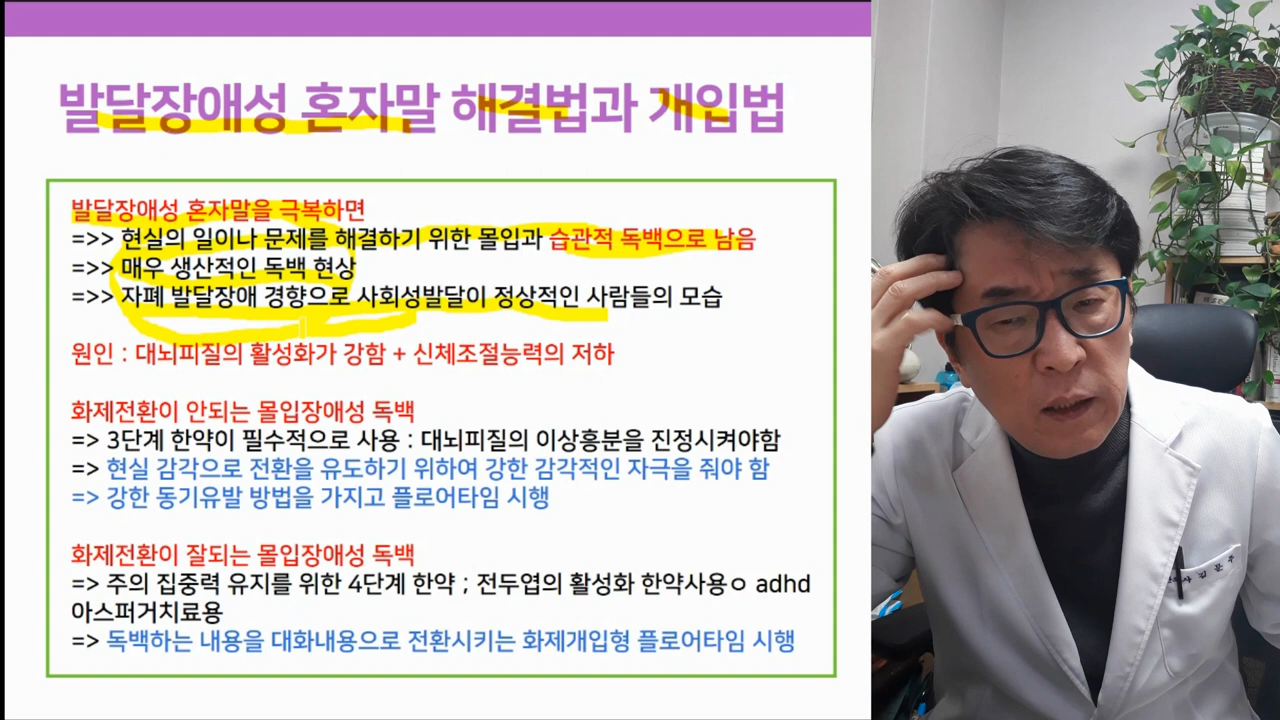 발달장애성 혼자말 해결법과 개입법
발달장애성 혼자말을 극복하면
=>> 현실의 일이나 문제를 해결하기 위한 몰입과 습관적 독백으로 남음
=>> 매우 생산적인 독백 현상
=>> 자폐 발달장애 경향으로 사회성발달이 정상적인 사람들의 모습
원인 : 대뇌피질의 활성화가 강함 + 신체조절능력의 저하
화제전환이 안되는 몰입장애성 독백
=> 3단계 한약이 필수적으로 사용 : 대뇌피질의 이상흥분을 진정시켜야함
=> 현실 감각으로 전환을 유도하기 위하여 강한 감각적인 자극을 줘야 함
=> 강한 동기유발 방법을 가지고 플로어타임 시행
화제전환이 잘되는 몰입장애성 독백
=> 주의 집중력 유지를 위한 4단계 한약 ; 전두엽의 활성화 한약사용ㅇ adhd
아스퍼거치료용
=> 독백하는 내용을 대화내용으로 전환시키는 화제개입형 플로어타임 시행